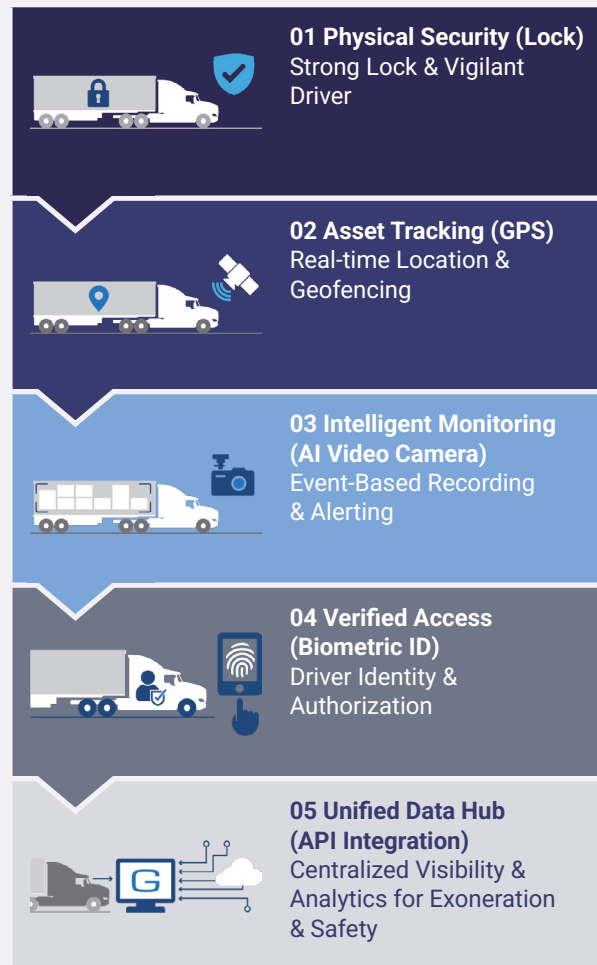 01 Physical Security (Lock)
Strong Lock & Vigilant
Driver
02 Asset Tracking (GPS)
Real-time Location &
Geofencing
03 Intelligent Monitoring
(AI Video Camera)
Event-Based Recording
& Alerting
04 Verified Access
(Biometric ID)
Driver Identity &
Authorization
05 Unified Data Hub
(API Integration)
Centralized Visibility &
Analytics for Exoneration
& Safety
G